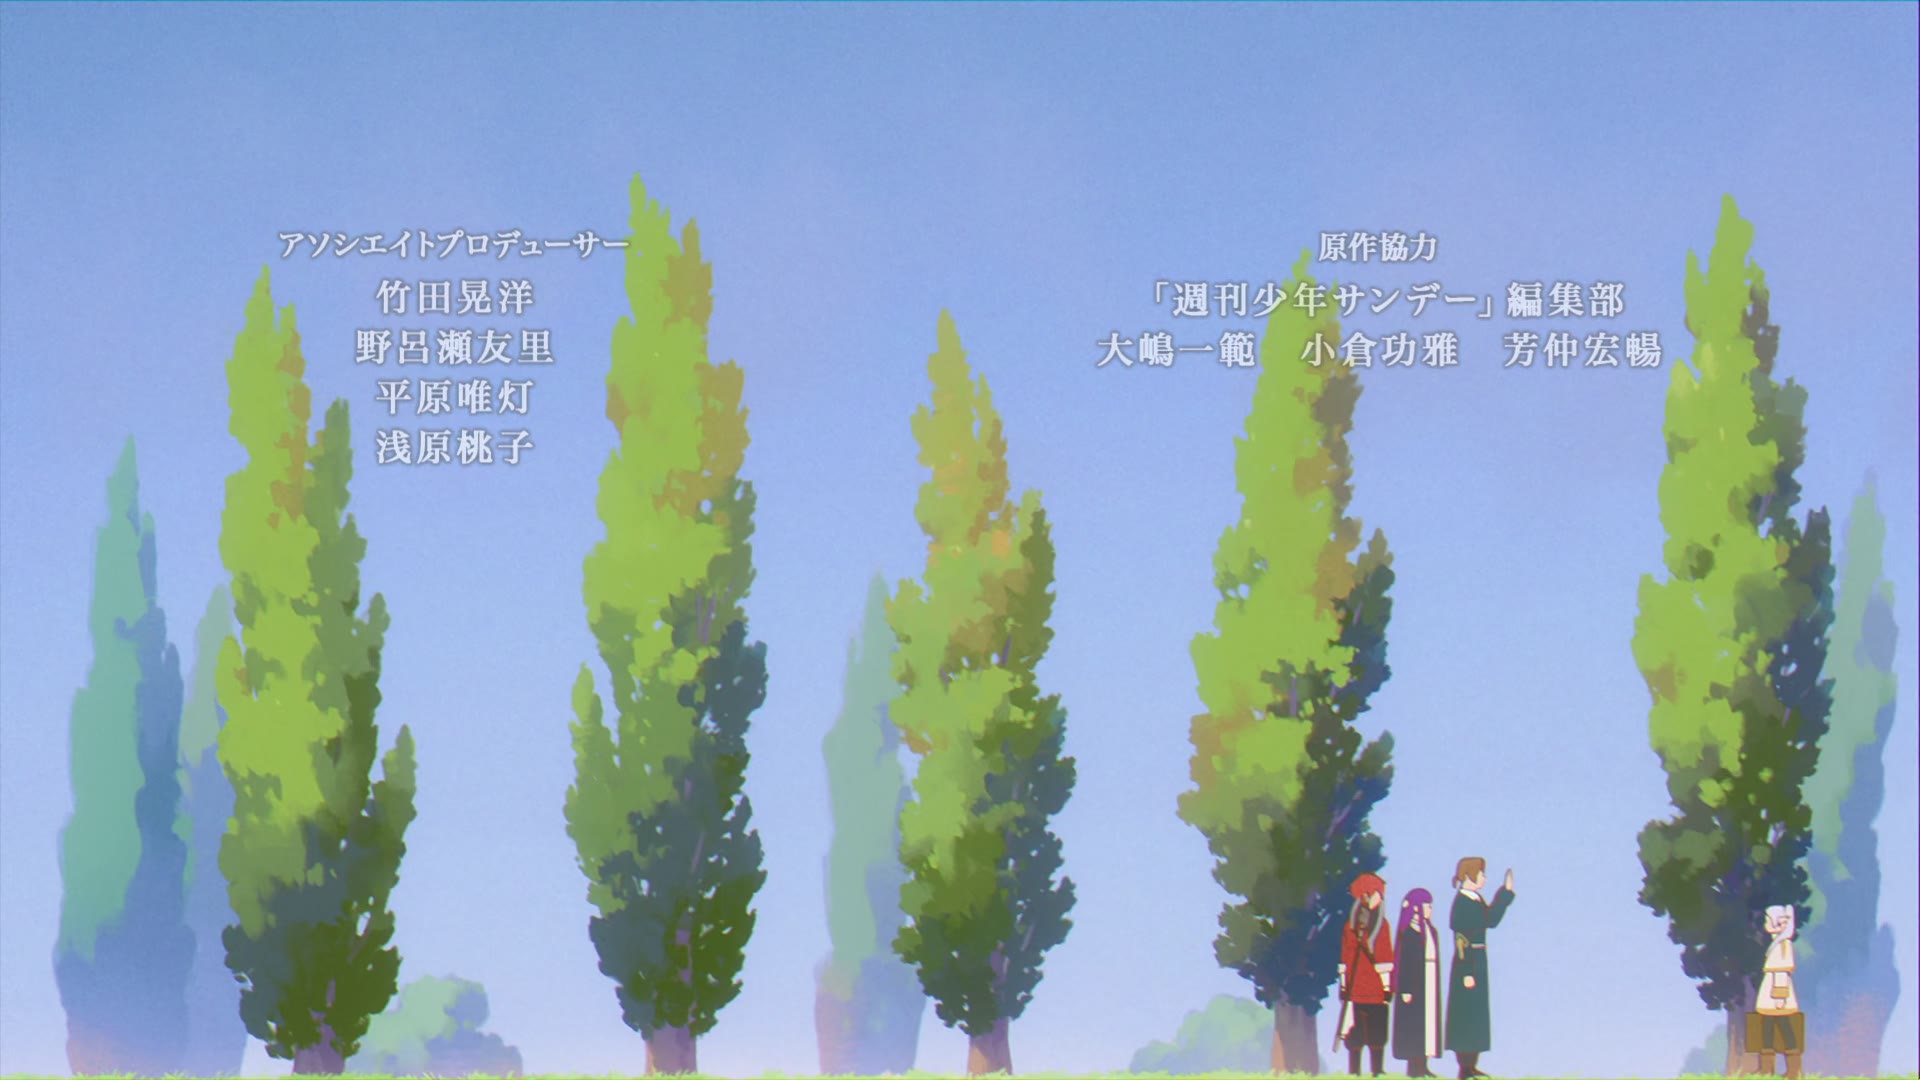 アソシエイトプロデューサー
竹田晃洋
野呂瀬友里
平原唯灯
浅原桃子
原作協力
「週刊少年サンデー」編集部
大嶋一範　小倉功雅　芳仲宏暢